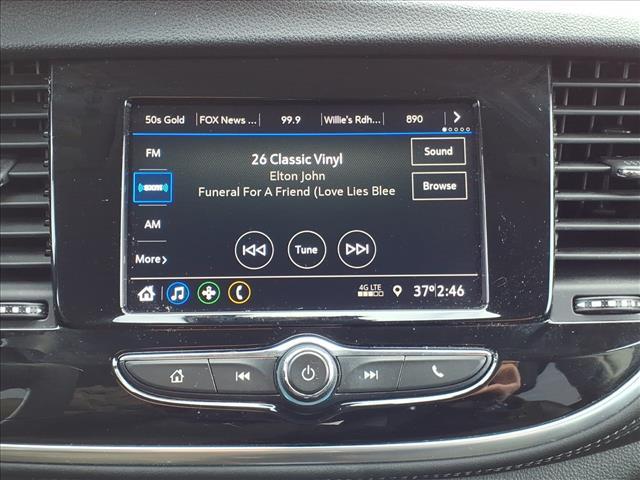 50s Gold FOX News ... 99.9 Willie's Rdh... 890
FM
26 Classic Vinyl
Sound
Elton John
((SXM))
Funeral For A Friend (Love Lies Blee
Browse
AM
Tune
More
4G LTE
37° 2:46